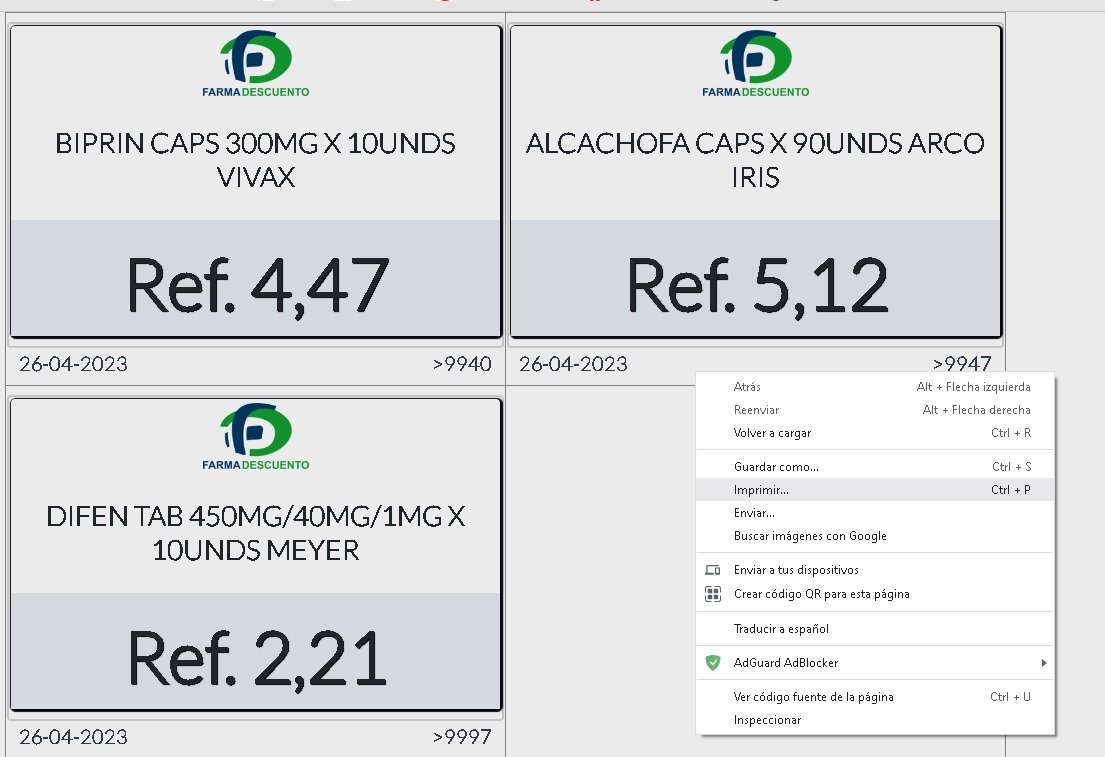 FARMADESCUENTO
BIPRIN CAPS 300MG X 10UNDS
VIVAX
Ref. 4,47
26-04-2023 >9940
FARMADESCUENTO
ALCACHOFA CAPS X 90UNDS ARCO
IRIS
Ref. 5,12
26-04-2023 >9947
FARMADESCUENTO
DIFEN TAB 450MG/40MG/1MG X
10UNDS MEYER
Ref. 2,21
26-04-2023 >9997
Atrás Alt + Flecha izquierda
Reenviar Alt + Flecha derecha
Volver a cargar Ctrl + R
Guardar como... Ctrl + S
Imprimir... Ctrl + P
Enviar...
Buscar imágenes con Google
Enviar a tus dispositivos
Crear código QR para esta página
Traducir a español
AdGuard AdBlocker
Ver código fuente de la página Ctrl + U
Inspeccionar